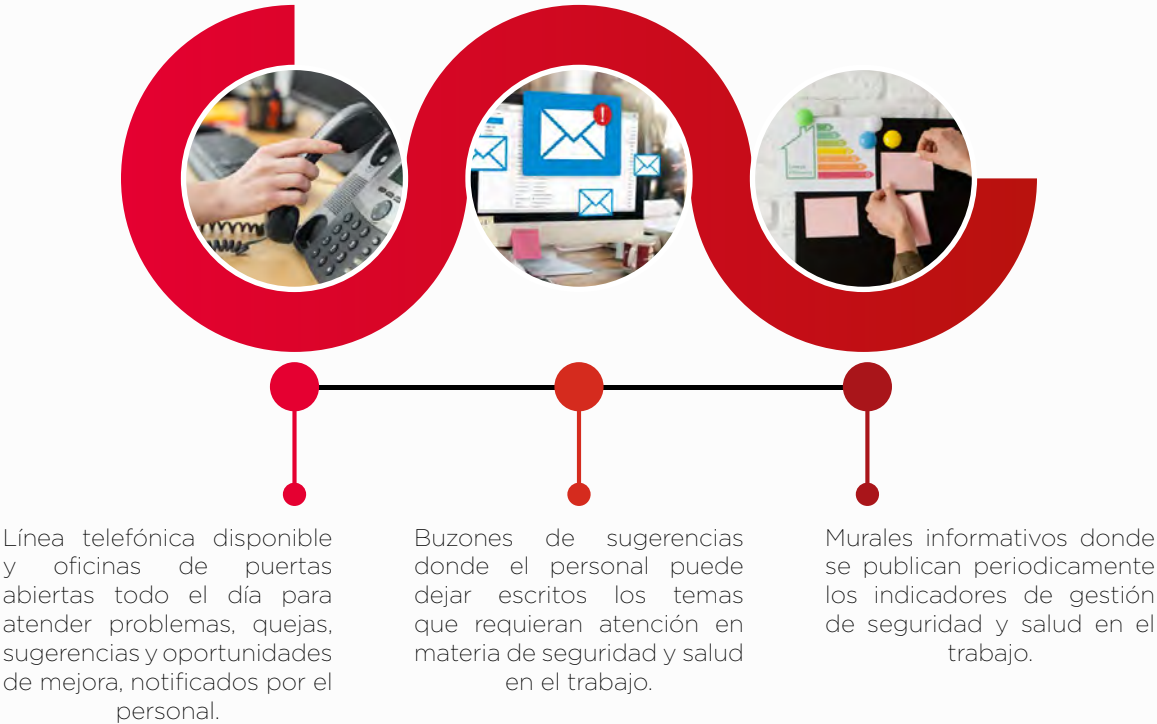 Línea telefónica disponible
y oficinas de puertas
abiertas todo el día para
atender problemas, quejas,
sugerencias y oportunidades
de mejora, notificados por el
personal.
Buzones de sugerencias
donde el personal puede
dejar escritos los temas
que requieran atención en
materia de seguridad y salud
en el trabajo.
Murales informativos donde
se publican periodicamente
los indicadores de gestión
de seguridad y salud en el
trabajo.